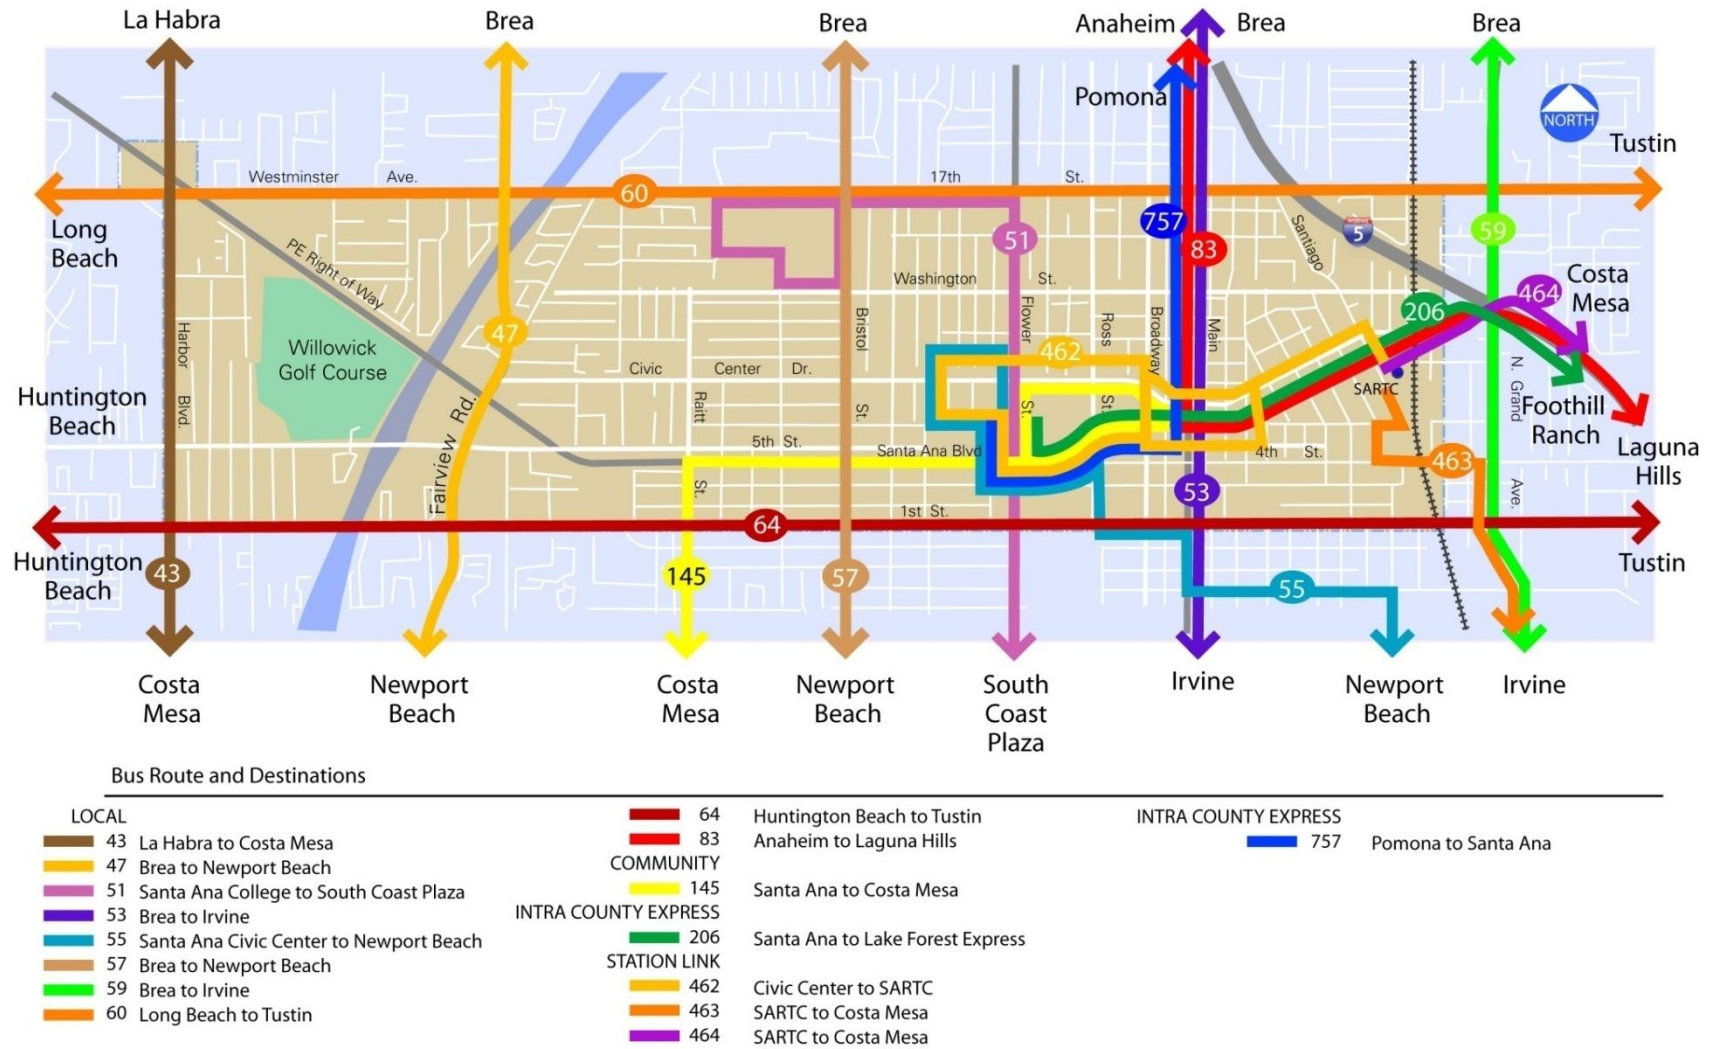 La Habra
Brea
Brea
Anaheim
Brea
Brea
Pomona
NORTH
Tustin
Westminster Ave.
17th St.
60
Long
Beach
757
51
83
5
59
Santiago
PE Right of Way
Washington St.
Costa
Mesa
464
206
47
Harbor Blvd.
Bristol St.
Flower St.
Ross St.
Broadway
Main
462
Willowick
Golf Course
Civic Center Dr.
Raitt St.
SARTC
N. Grand Ave.
Huntington
Beach
Fairview Rd.
Foothill
Ranch
Laguna
Hills
5th St.
Santa Ana Blvd
4th St.
463
53
1st St.
64
Huntington
Beach
Tustin
43
145
57
55
Costa
Mesa
Newport
Beach
Costa
Mesa
Newport
Beach
South
Coast
Plaza
Irvine
Newport
Beach
Irvine
Bus Route and Destinations
LOCAL
43 La Habra to Costa Mesa
47 Brea to Newport Beach
51 Santa Ana College to South Coast Plaza
53 Brea to Irvine
55 Santa Ana Civic Center to Newport Beach
57 Brea to Newport Beach
59 Brea to Irvine
60 Long Beach to Tustin
64 Huntington Beach to Tustin
83 Anaheim to Laguna Hills
COMMUNITY
145 Santa Ana to Costa Mesa
INTRA COUNTY EXPRESS
206 Santa Ana to Lake Forest Express
STATION LINK
462 Civic Center to SARTC
463 SARTC to Costa Mesa
464 SARTC to Costa Mesa
INTRA COUNTY EXPRESS
757 Pomona to Santa Ana